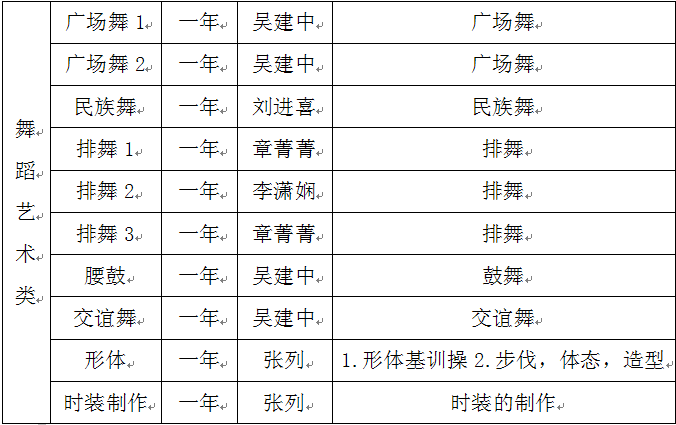 舞蹈艺术类
广场舞 1 一年 吴建中 广场舞
广场舞 2 一年 吴建中 广场舞
民族舞 一年 刘进喜 民族舞
排舞 1 一年 章菁菁 排舞
排舞 2 一年 李潇娴 排舞
排舞 3 一年 章菁菁 排舞
腰鼓 一年 吴建中 鼓舞
交谊舞 一年 吴建中 交谊舞
形体 一年 张列 1.形体基训操 2.步伐，体态，造型
时装制作 一年 张列 时装的制作